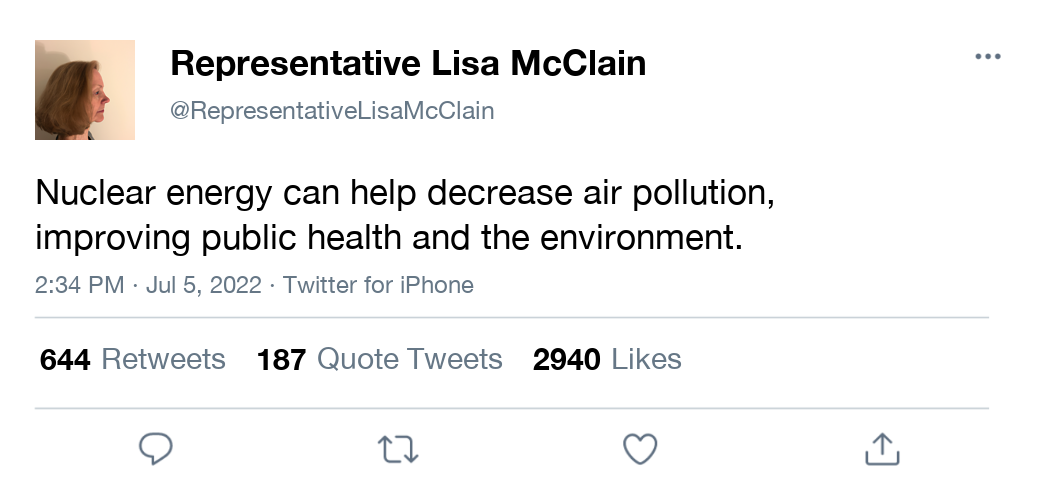 Representative Lisa McClain
@RepresentativeLisaMcClain
Nuclear energy can help decrease air pollution,
improving public health and the environment.
2:34 PM · Jul 5, 2022 · Twitter for iPhone
644 Retweets 187 Quote Tweets 2940 Likes